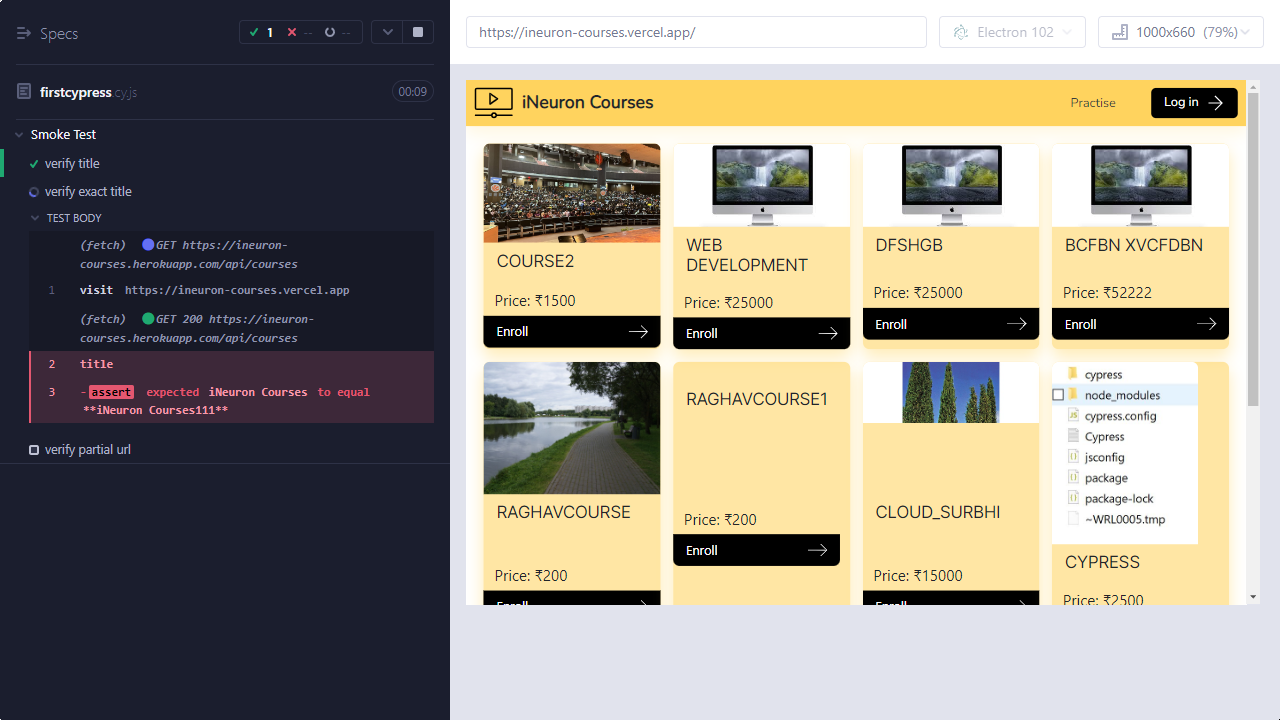 Specs
1 -- --
firstcypress.cy.js
00:09
Smoke Test
verify title
verify exact title
TEST BODY
(fetch) GET https://ineuron-
courses.herokuapp.com/api/courses
1 visit https://ineuron-courses.vercel.app
(fetch) GET 200 https://ineuron-
courses.herokuapp.com/api/courses
2 title
3 -assert expected iNeuron Courses to equal
**iNeuron Courses111**
verify partial url
https://ineuron-courses.vercel.app/
Electron 102
1000x660 (79%)
iNeuron Courses
Practise
Log in
COURSE2
Price: ₹1500
Enroll
WEB
DEVELOPMENT
Price: ₹25000
Enroll
DFSHGB
Price: ₹25000
Enroll
BCFBN XVCFDBN
Price: ₹52222
Enroll
RAGHAVCOURSE
Price: ₹200
Enroll
RAGHAVCOURSE1
Price: ₹200
Enroll
CLOUD_SURBHI
Price: ₹15000
Enroll
cypress
node_modules
cypress.config
Cypress
jsconfig
package
package-lock
~WRL0005.tmp
CYPRESS
Price: ₹2500